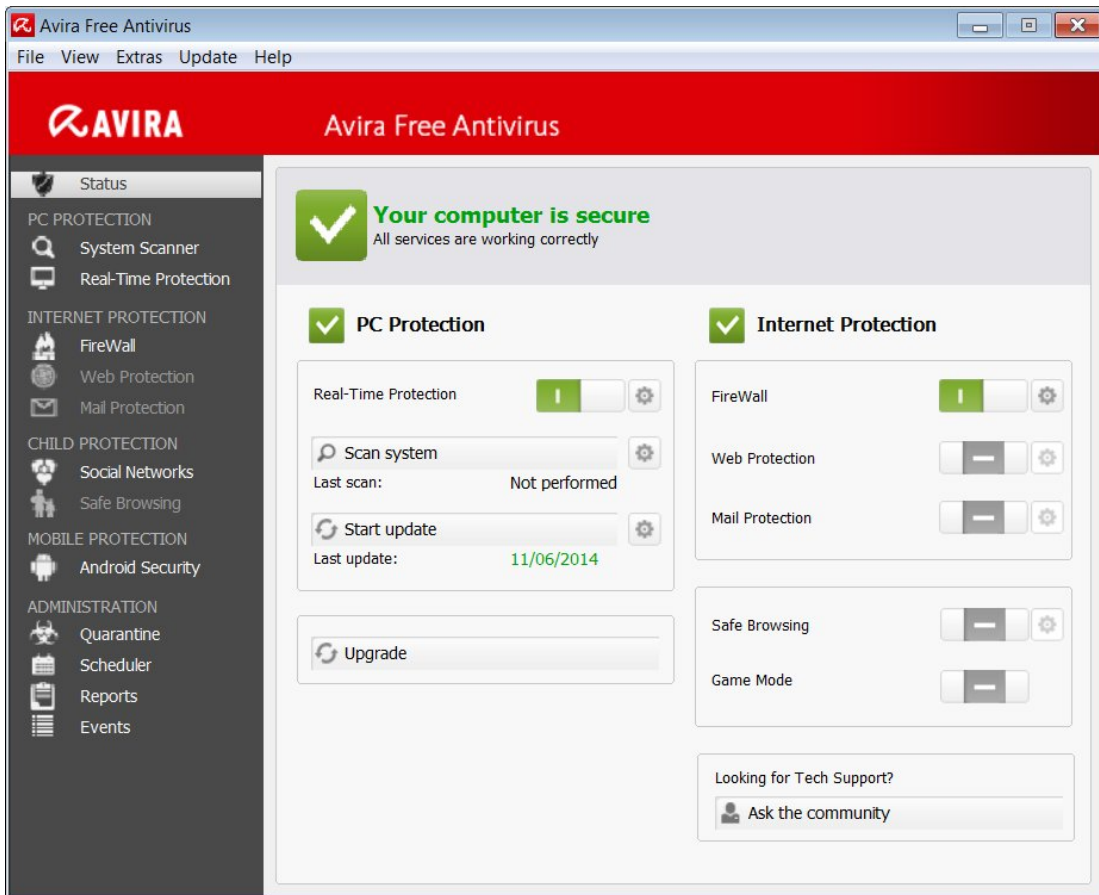 Avira Free Antivirus
File View Extras Update Help
AVIRA
Avira Free Antivirus
Status
PC PROTECTION
System Scanner
Real-Time Protection
INTERNET PROTECTION
FireWall
Web Protection
Mail Protection
CHILD PROTECTION
Social Networks
Safe Browsing
MOBILE PROTECTION
Android Security
ADMINISTRATION
Quarantine
Scheduler
Reports
Events
Your computer is secure
All services are working correctly
PC Protection
Real-Time Protection
Scan system
Last scan: Not performed
Start update
Last update: 11/06/2014
Upgrade
Internet Protection
FireWall
Web Protection
Mail Protection
Safe Browsing
Game Mode
Looking for Tech Support?
Ask the community